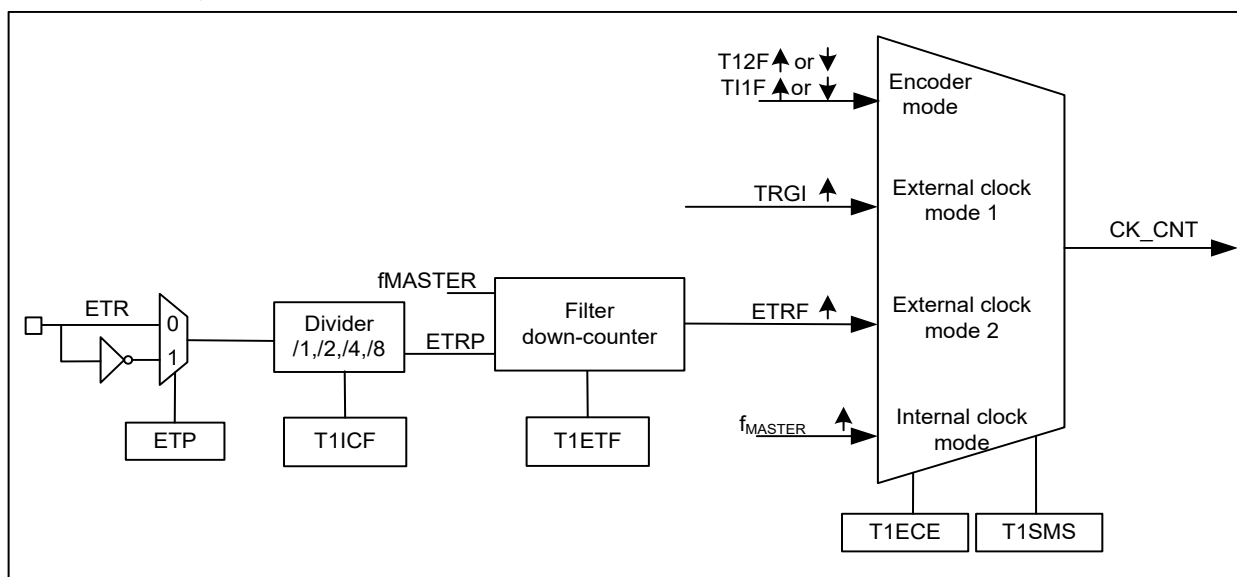 T12F or
TI1F or
Encoder
mode
TRGI
External clock
mode 1
CK_CNT
fMASTER
ETR
0
1
Divider
/1,/2,/4,/8
ETRP
Filter
down-counter
ETRF
External clock
mode 2
ETP
T1ICF
T1ETF
fMASTER
Internal clock
mode
T1ECE
T1SMS